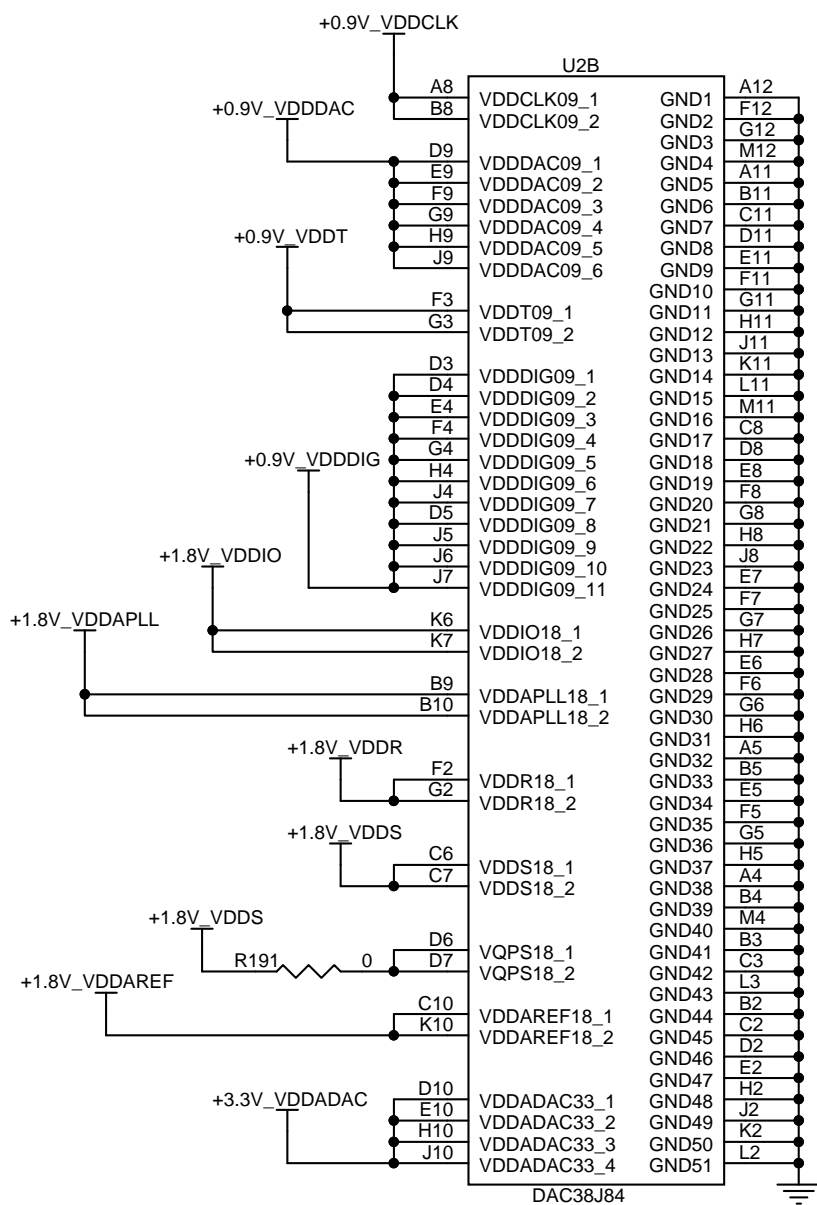 +0.9V_VDDCLK
U2B
A8 VDDCLK09_1
B8 VDDCLK09_2
+0.9V_VDDDAC
D9 VDDDAC09_1
E9 VDDDAC09_2
F9 VDDDAC09_3
G9 VDDDAC09_4
H9 VDDDAC09_5
J9 VDDDAC09_6
+0.9V_VDDT
F3 VDDT09_1
G3 VDDT09_2
D3 VDDDIG09_1
D4 VDDDIG09_2
E4 VDDDIG09_3
F4 VDDDIG09_4
G4 VDDDIG09_5
+0.9V_VDDDIG
H4 VDDDIG09_6
J4 VDDDIG09_7
D5 VDDDIG09_8
J5 VDDDIG09_9
J6 VDDDIG09_10
J7 VDDDIG09_11
+1.8V_VDDIO
K6 VDDIO18_1
K7 VDDIO18_2
+1.8V_VDDAPLL
B9 VDDAPLL18_1
B10 VDDAPLL18_2
+1.8V_VDDR
F2 VDDR18_1
G2 VDDR18_2
+1.8V_VDDS
C6 VDDS18_1
C7 VDDS18_2
+1.8V_VDDS
D6 VQPS18_1
R191 0 D7 VQPS18_2
+1.8V_VDDAREF
C10 VDDAREF18_1
K10 VDDAREF18_2
+3.3V_VDDADAC
D10 VDDADAC33_1
E10 VDDADAC33_2
H10 VDDADAC33_3
J10 VDDADAC33_4
GND1 A12
GND2 F12
GND3 G12
GND4 M12
GND5 A11
GND6 B11
GND7 C11
GND8 D11
GND9 E11
GND10 F11
GND11 G11
GND12 H11
GND13 J11
GND14 K11
GND15 L11
GND16 M11
GND17 C8
GND18 D8
GND19 E8
GND20 F8
GND21 G8
GND22 H8
GND23 J8
GND24 E7
GND25 F7
GND26 G7
GND27 H7
GND28 E6
GND29 F6
GND30 G6
GND31 H6
GND32 A5
GND33 B5
GND34 E5
GND35 F5
GND36 G5
GND37 H5
GND38 A4
GND39 B4
GND40 M4
GND41 B3
GND42 C3
GND43 L3
GND44 B2
GND45 C2
GND46 D2
GND47 E2
GND48 H2
GND49 J2
GND50 K2
GND51 L2
DAC38J84